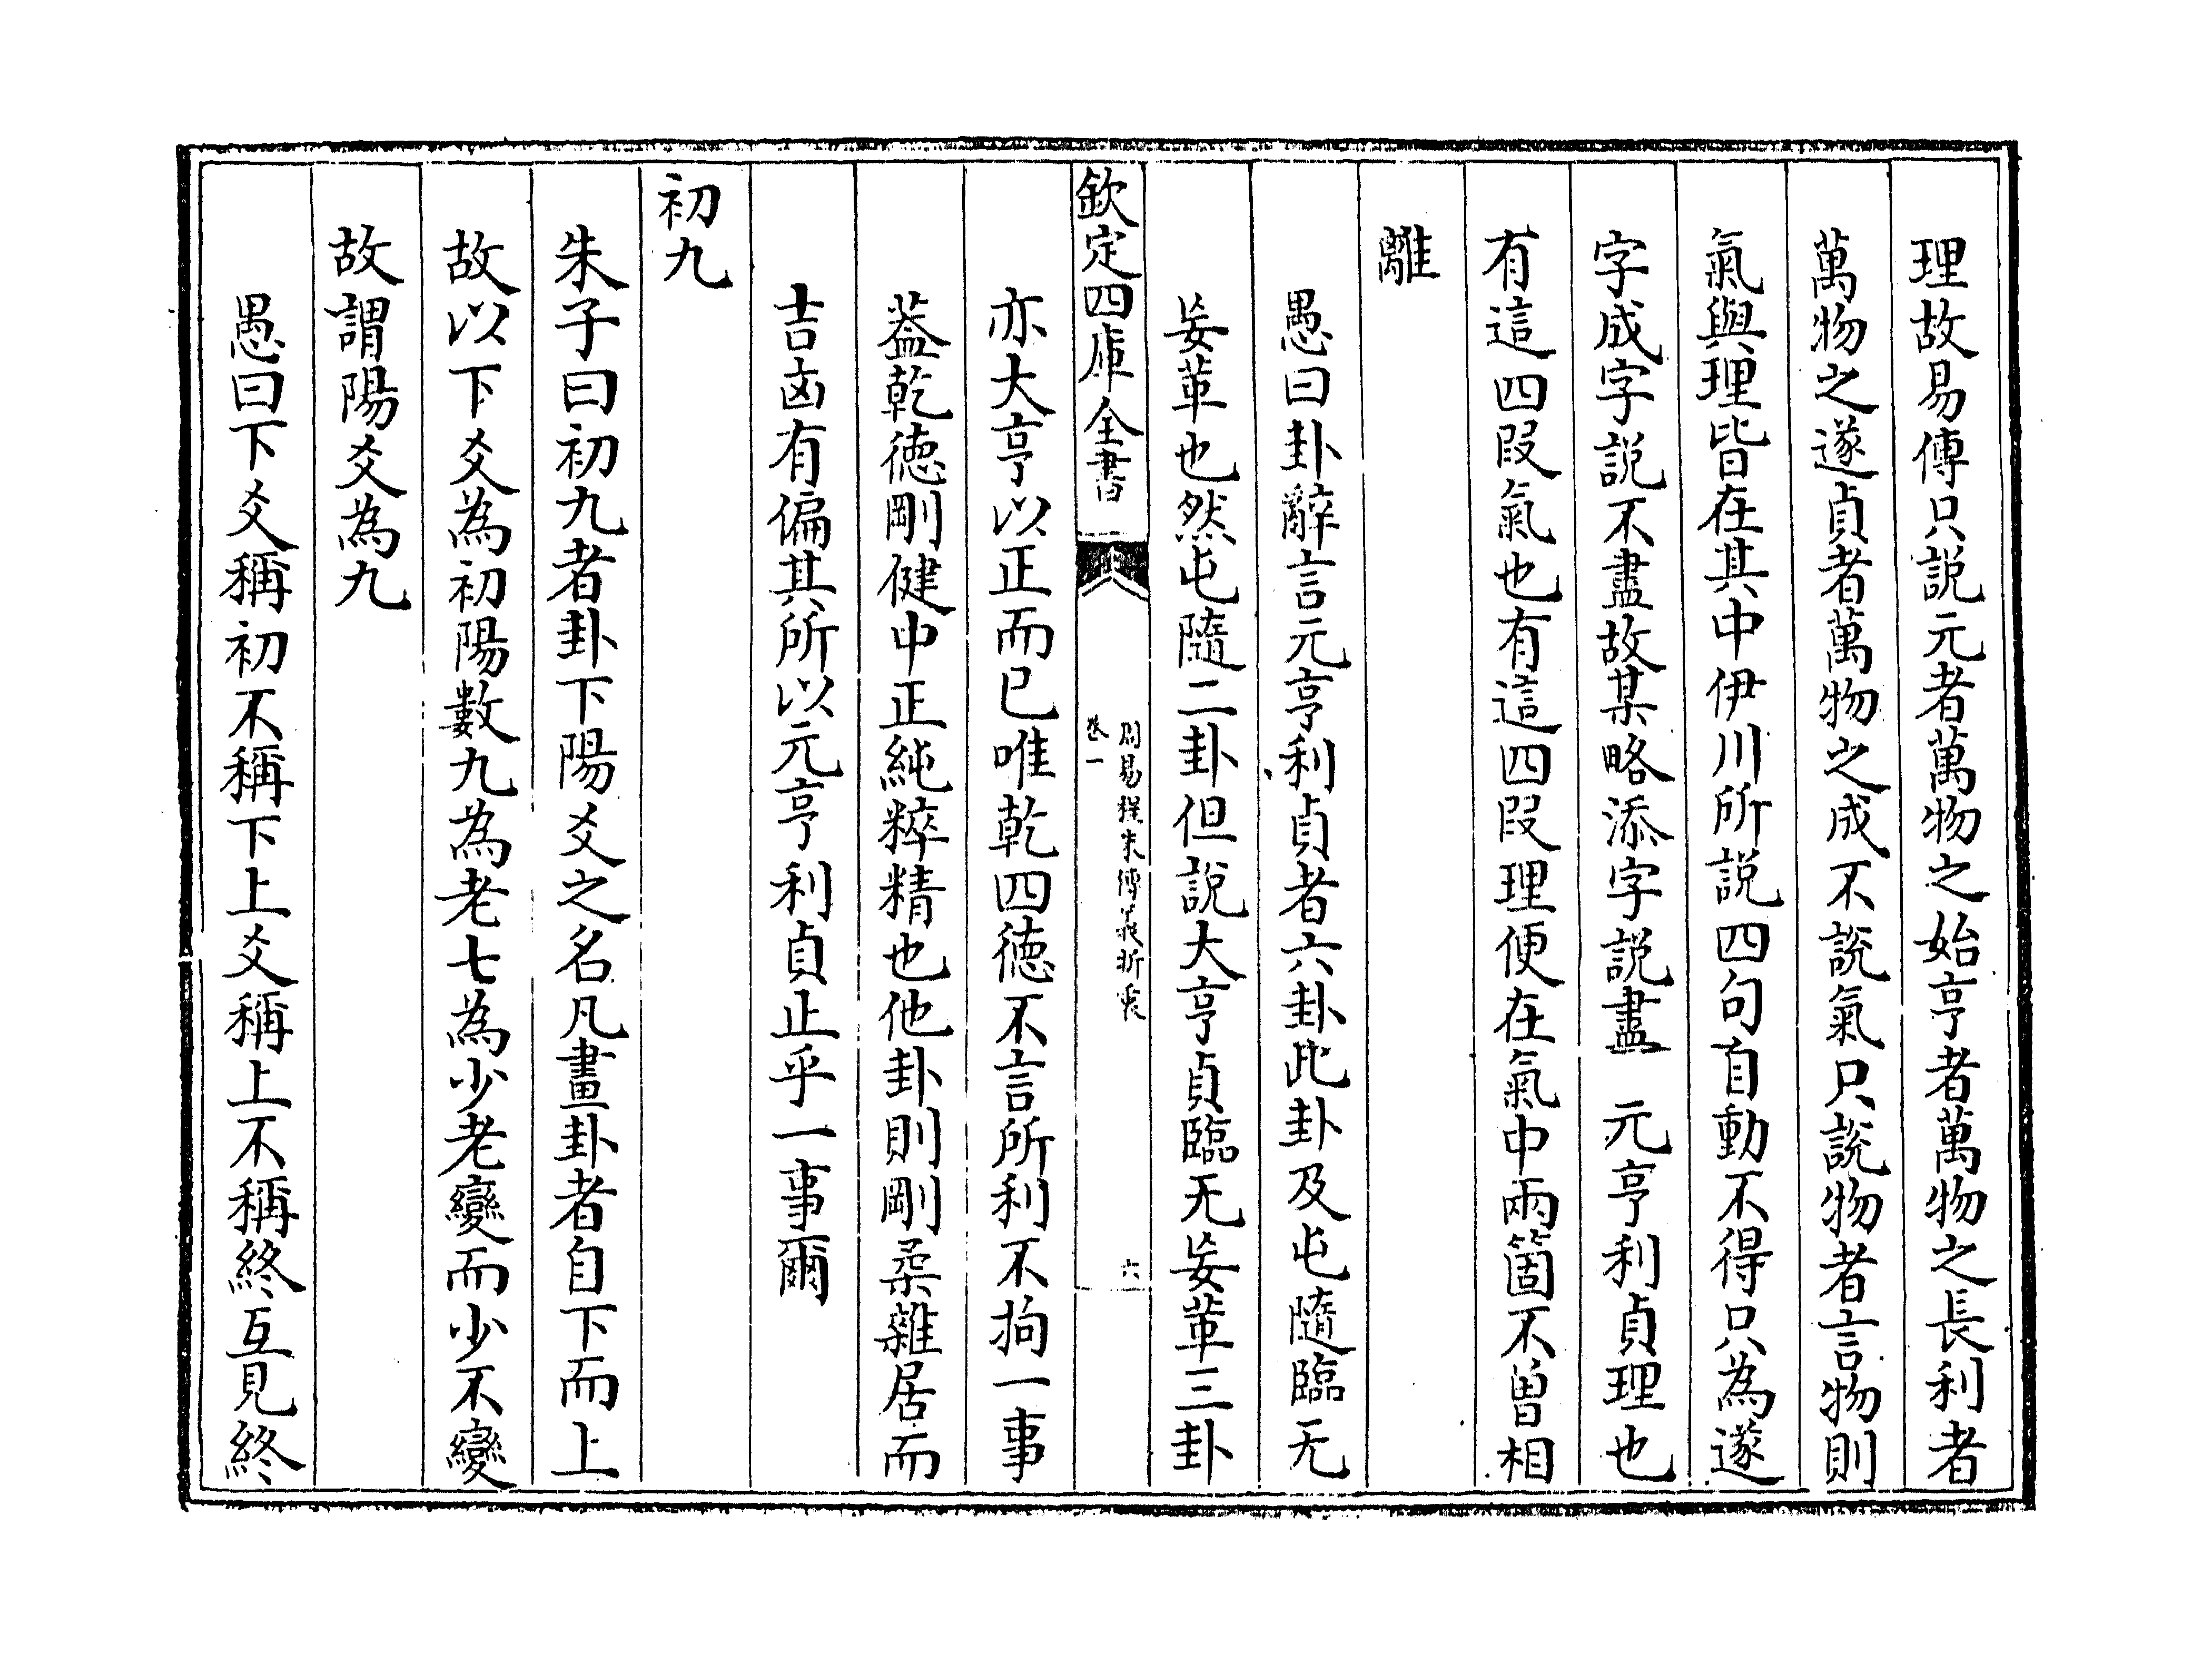 理故易傳只説元者萬物之始亨者萬物之長利者
萬物之遂貞者萬物之成不説氣只説物者言物則
氣與理皆在其中伊川所説四句自動不得只為遂
字成字説不盡故某略添字説盡　元亨利貞理也
有這四叚氣也有這四叚理便在氣中兩箇不曾相
離
愚曰卦辭言元亨利貞者六卦此卦及屯隨臨无
妄革也然屯隨二卦但説大亨貞臨无妄革三卦
欽定四庫全書
周易程朱傳義折衷
卷一
六
亦大亨以正而已唯乾四德不言所利不拘一事
葢乾德剛健中正純粹精也他卦則剛柔雜居而
吉凶有偏其所以元亨利貞止乎一事爾
初九
朱子曰初九者卦下陽爻之名凡畫卦者自下而上
故以下爻為初陽數九為老七為少老變而少不變
故謂陽爻為九
愚曰下爻稱初不稱下上爻稱上不稱終互見終